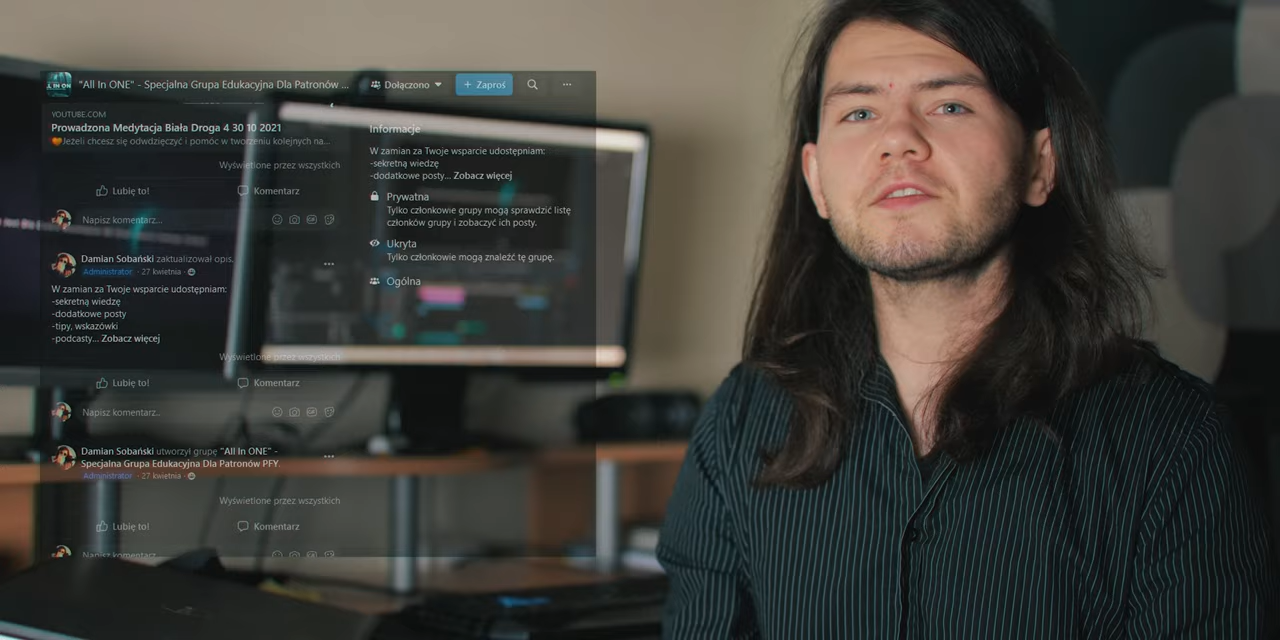 "All In ONE" - Specjalna Grupa Edukacyjna Dla Patronów ...
Dołączono
+ Zaproś
YOUTUBE.COM
Prowadzona Medytacja Biała Droga 4 30 10 2021
Jeżeli chcesz się odwdzięczyć i pomóc w tworzeniu kolejnych na...
Wyświetlone przez wszystkich
Lubię to!
Komentarz
Napisz komentarz...
Damian Sobański zaktualizował opis.
Administrator · 27 kwietnia ·
W zamian za Twoje wsparcie udostępniam:
-sekretną wiedzę
-dodatkowe posty
-tipy, wskazówki
-podcasty... Zobacz więcej
Wyświetlone przez wszystkich
Lubię to!
Komentarz
Napisz komentarz...
Damian Sobański utworzył grupę "All In ONE" -
Specjalna Grupa Edukacyjna Dla Patronów PFY.
Administrator · 27 kwietnia ·
Wyświetlone przez wszystkich
Lubię to!
Komentarz
Napisz komentarz...
Informacje
W zamian za Twoje wsparcie udostępniam:
-sekretną wiedzę
-dodatkowe posty... Zobacz więcej
Prywatna
Tylko członkowie grupy mogą sprawdzić listę
członków grupy i zobaczyć ich posty.
Ukryta
Tylko członkowie mogą znaleźć tę grupę.
Ogólna